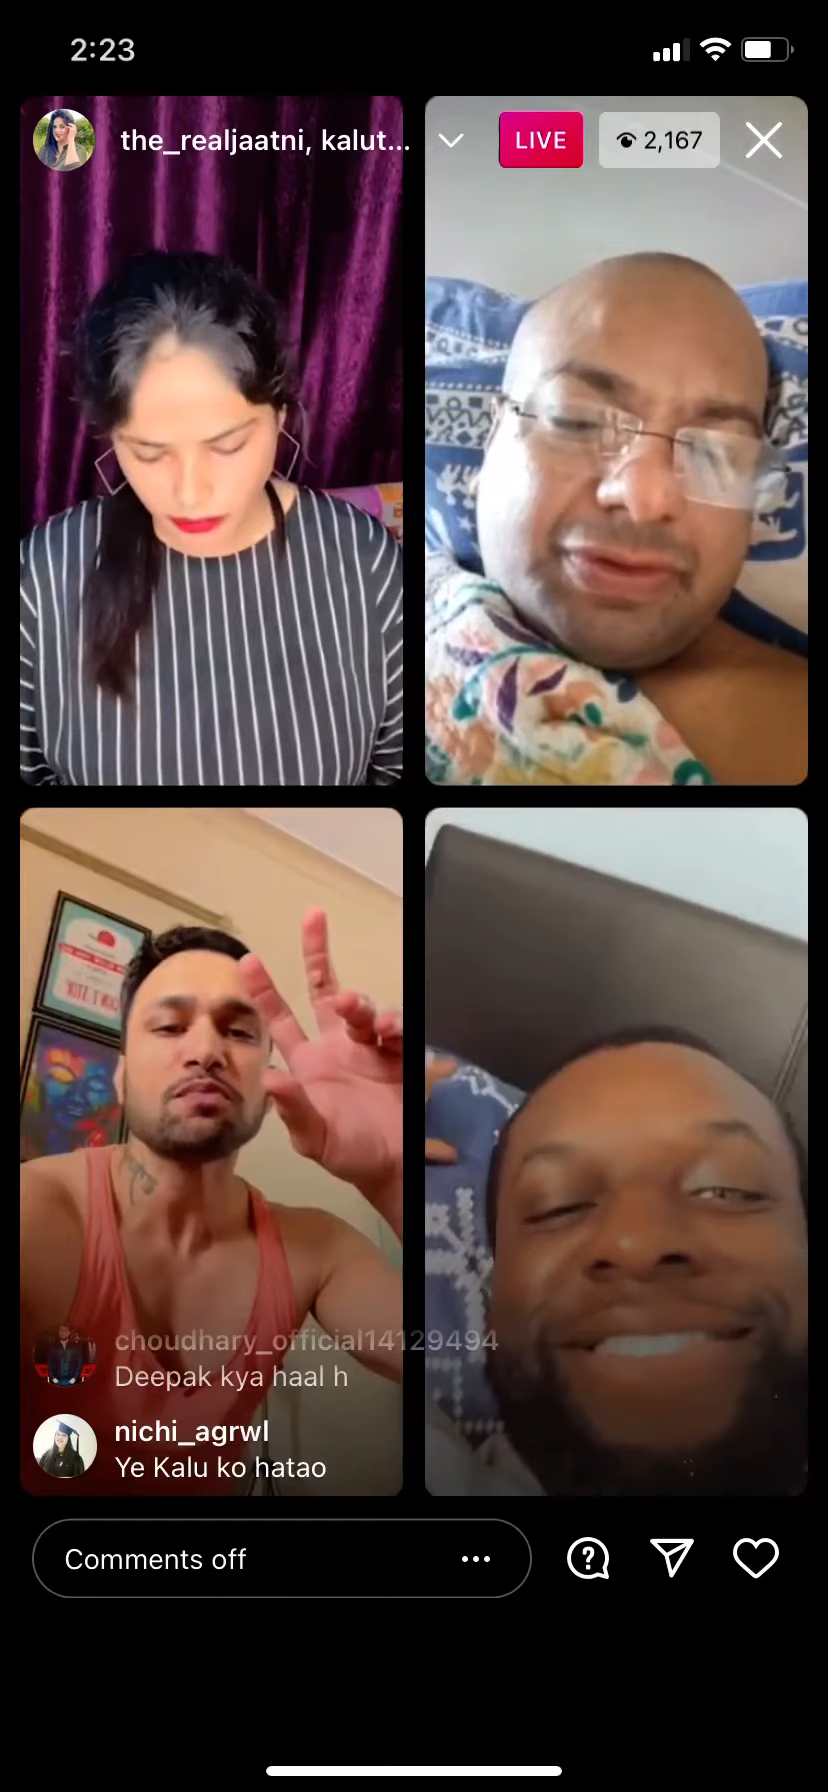 2:23
the_realjaatni, kalut...
LIVE
2,167
choudhary_official14129494
Deepak kya haal h
nichi_agrwl
Ye Kalu ko hatao
Comments off